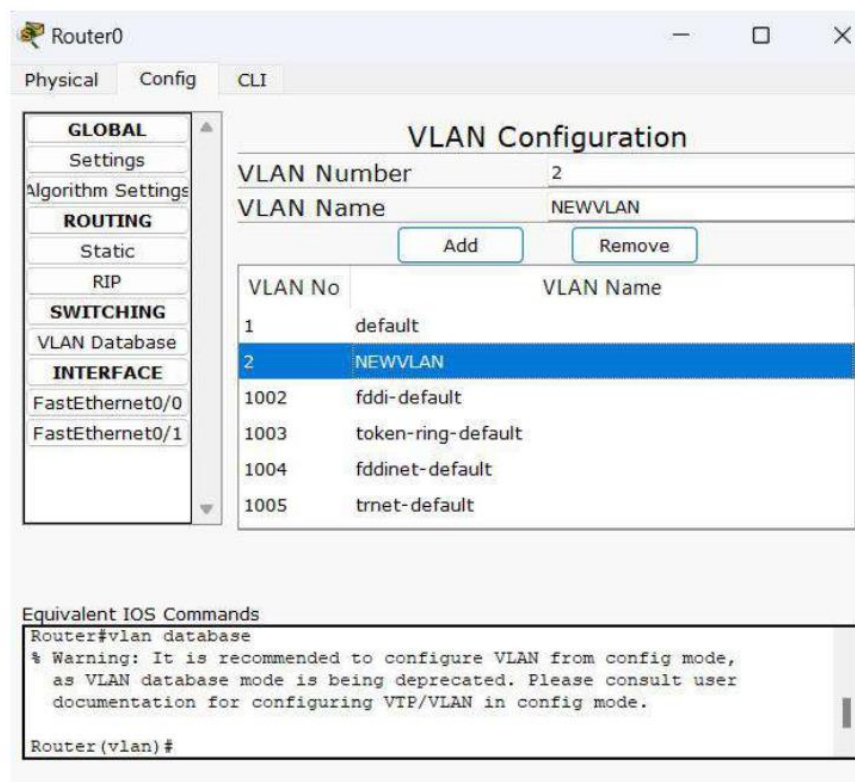 Router0
Physical Config CLI
GLOBAL
Settings
Algorithm Settings
ROUTING
Static
RIP
SWITCHING
VLAN Database
INTERFACE
FastEthernet0/0
FastEthernet0/1
VLAN Configuration
VLAN Number 2
VLAN Name NEWVLAN
Add Remove
VLAN No VLAN Name
1 default
2 NEWVLAN
1002 fddi-default
1003 token-ring-default
1004 fddinet-default
1005 trnet-default
Equivalent IOS Commands
Router#vlan database
% Warning: It is recommended to configure VLAN from config mode,
as VLAN database mode is being deprecated. Please consult user
documentation for configuring VTP/VLAN in config mode.
Router(vlan)#